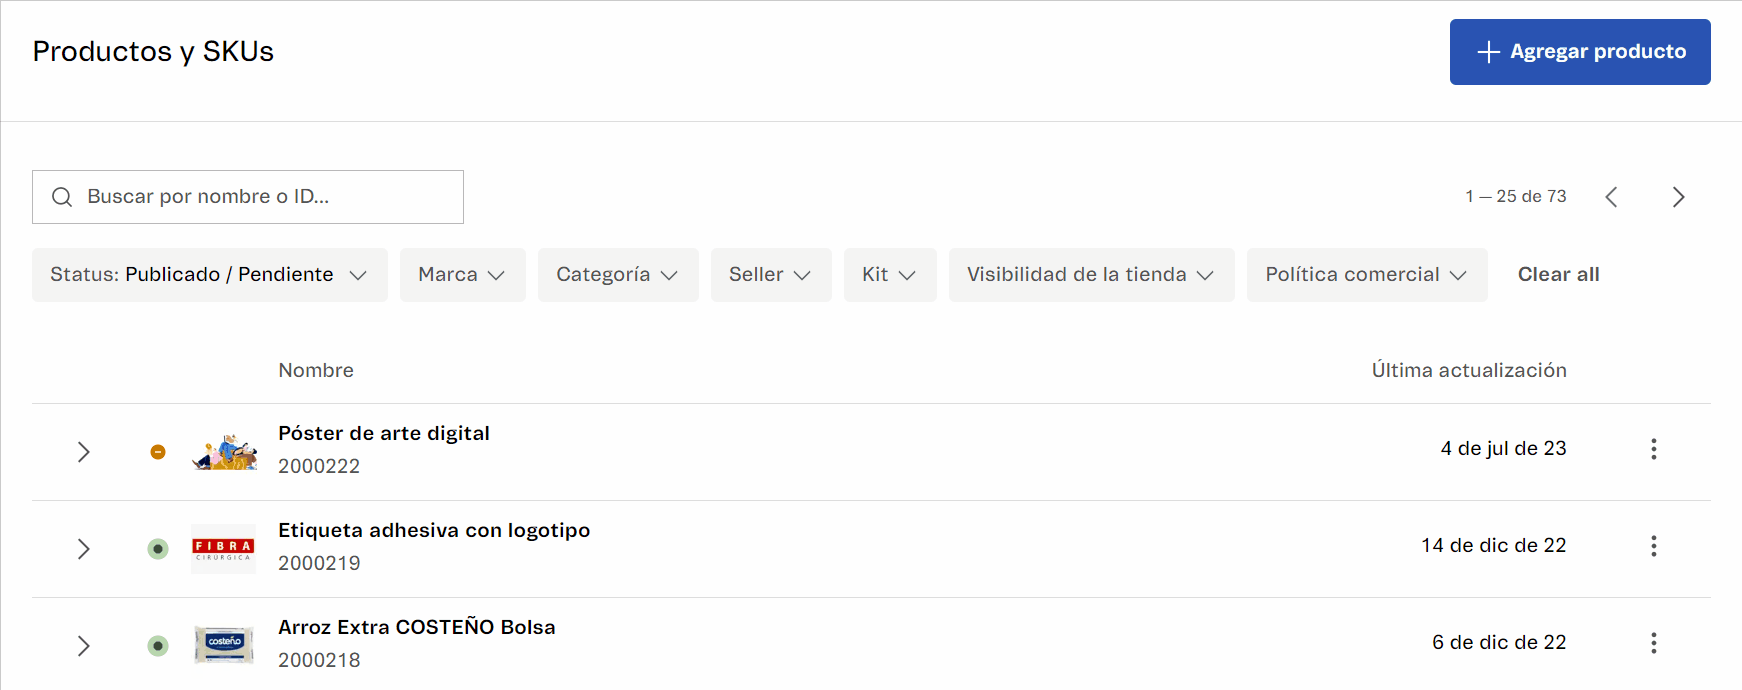 Productos y SKUs
Agregar producto
Buscar por nombre o ID...
1 — 25 de 73
Status: Publicado / Pendiente
Marca
Categoría
Seller
Kit
Visibilidad de la tienda
Política comercial
Clear all
Nombre
Última actualización
Póster de arte digital
2000222
4 de jul de 23
FIBRA
CIRÚRGICA
Etiqueta adhesiva con logotipo
2000219
14 de dic de 22
costeño
Arroz Extra COSTEÑO Bolsa
2000218
6 de dic de 22